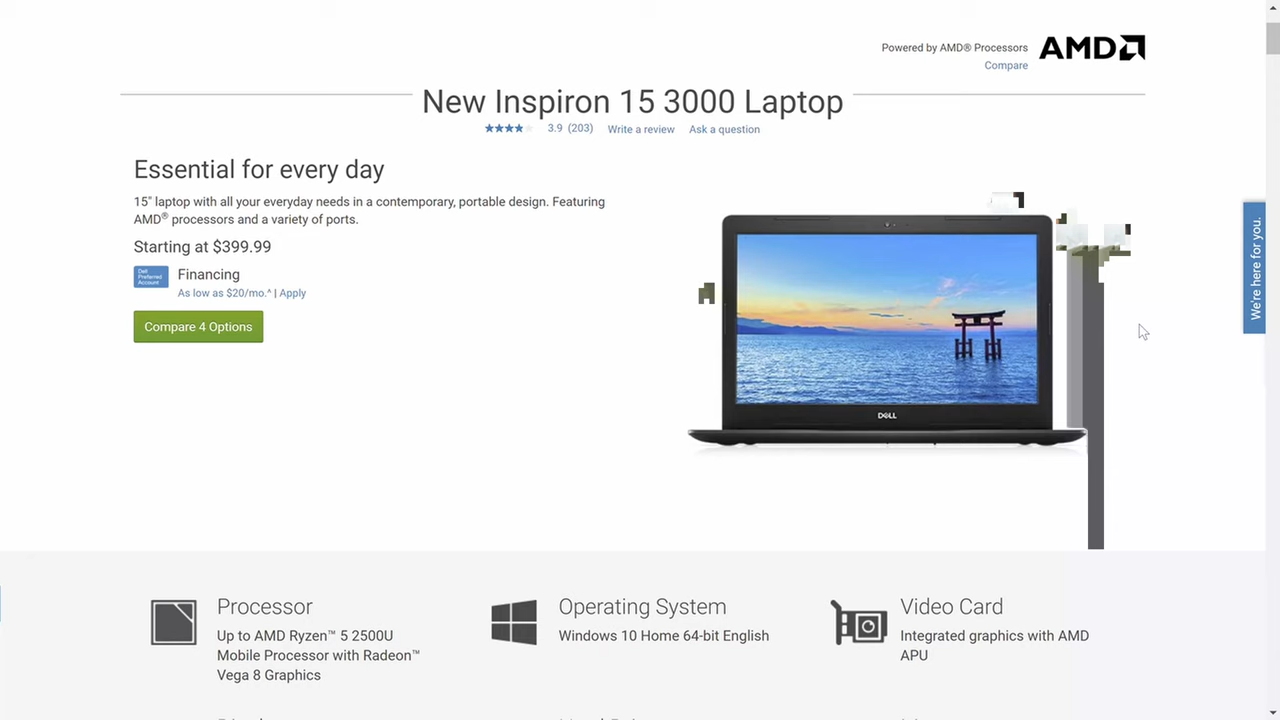 Powered by AMD® Processors
AMD
Compare
New Inspiron 15 3000 Laptop
3.9 (203) Write a review Ask a question
Essential for every day
15" laptop with all your everyday needs in a contemporary, portable design. Featuring
AMD® processors and a variety of ports.
Starting at $399.99
Dell
Preferred
Account
Financing
As low as $20/mo.^ | Apply
Compare 4 Options
DELL
We're here for you.
Processor
Up to AMD Ryzen™ 5 2500U
Mobile Processor with Radeon™
Vega 8 Graphics
Operating System
Windows 10 Home 64-bit English
Video Card
Integrated graphics with AMD
APU